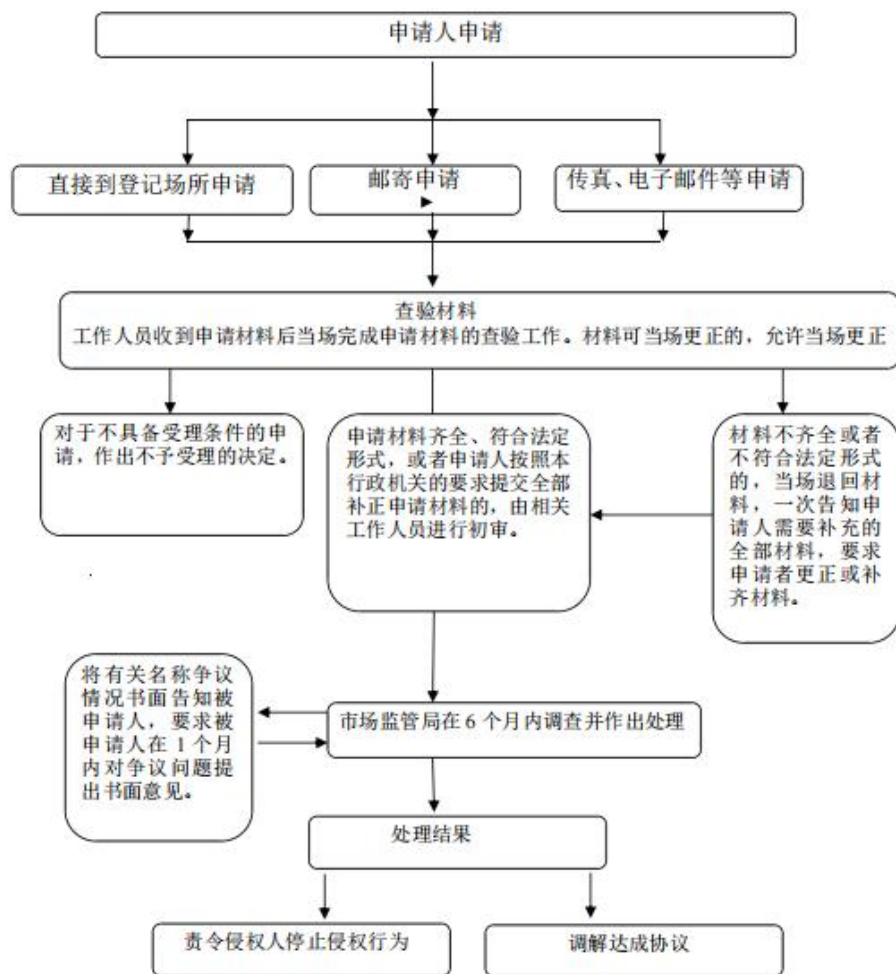 申请人申请
直接到登记场所申请
邮寄申请
传真、电子邮件等申请
查验材料
工作人员收到申请材料后当场完成申请材料的查验工作。材料可当场更正的，允许当场更正
对于不具备受理条件的申
请，作出不予受理的决定。
申请材料齐全、符合法定
形式，或者申请人按照本
行政机关的要求提交全部
补正申请材料的，由相关
工作人员进行初审。
材料不齐全或者
不符合法定形式
的，当场退回材
料，一次告知申
请人需要补充的
全部材料，要求
申请者更正或补
齐材料。
将有关名称争议
情况书面告知被
申请人，要求被
申请人在 1 个月
内对争议问题提
出书面意见。
市场监管局在 6 个月内调查并作出处理
处理结果
责令侵权人停止侵权行为
调解达成协议